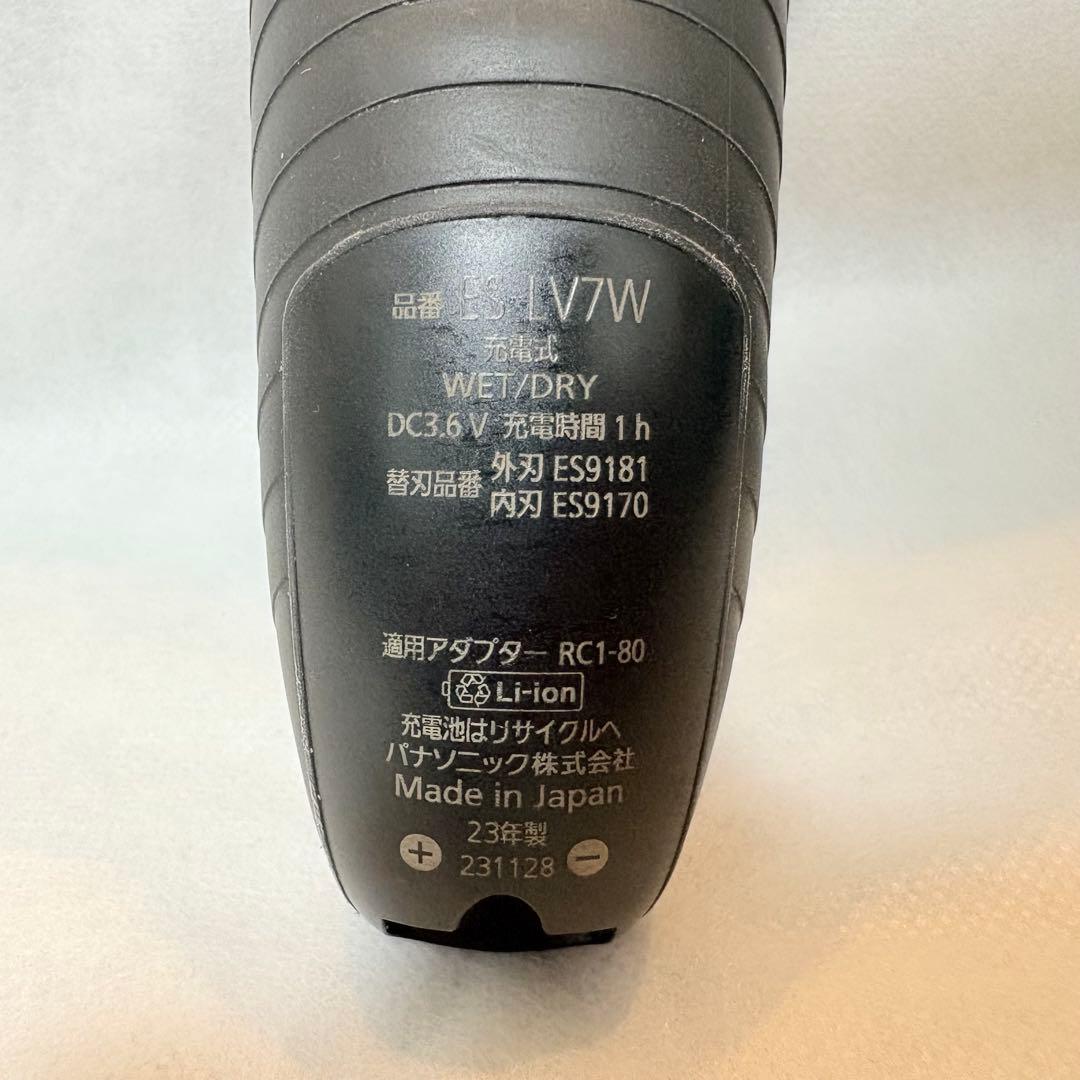 品番 ES-LV7W
充電式
WET/DRY
DC3.6 V 充電時間 1 h
替刃品番 外刃 ES9181
内刃 ES9170
適用アダプター RC1-80
Li-ion
充電池はリサイクルへ
パナソニック株式会社
Made in Japan
23年製
+ 231128 −